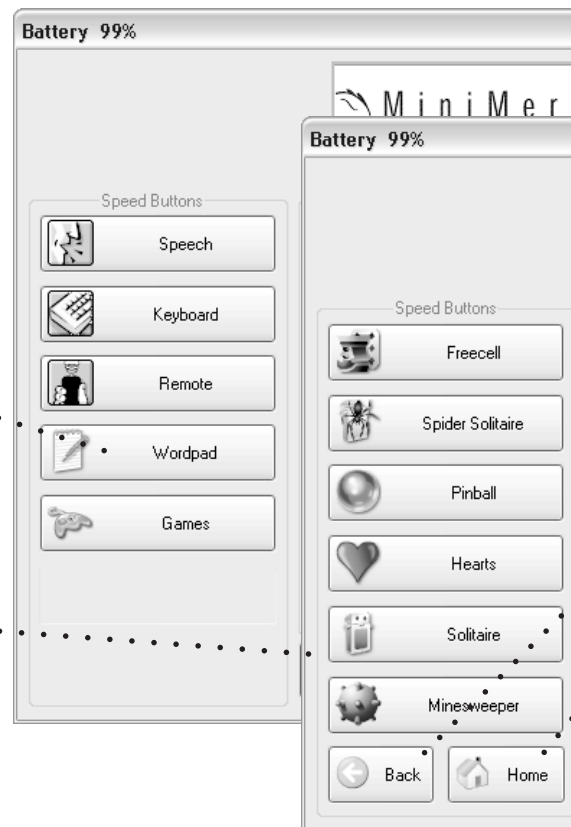 Battery 99%
MiniMer
Speed Buttons
Speech
Keyboard
Remote
Wordpad
Games
Battery 99%
Speed Buttons
Freecell
Spider Solitaire
Pinball
Hearts
Solitaire
Minesweeper
Back Home